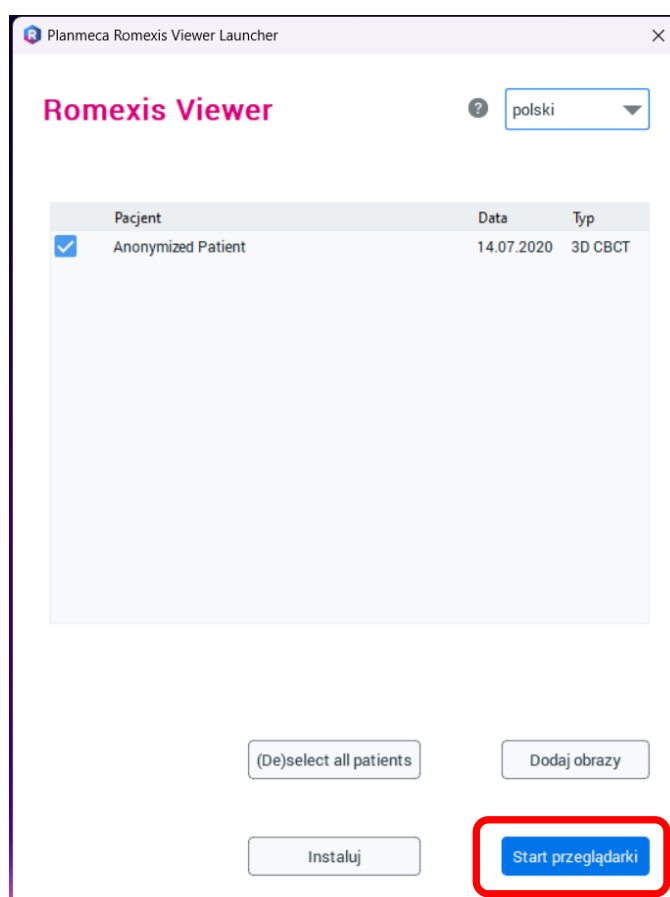 Planmeca Romexis Viewer Launcher
Romexis Viewer
? polski
Pacjent Data Typ
Anonymized Patient 14.07.2020 3D CBCT
(De)select all patients Dodaj obrazy
Instaluj Start przeglądarki